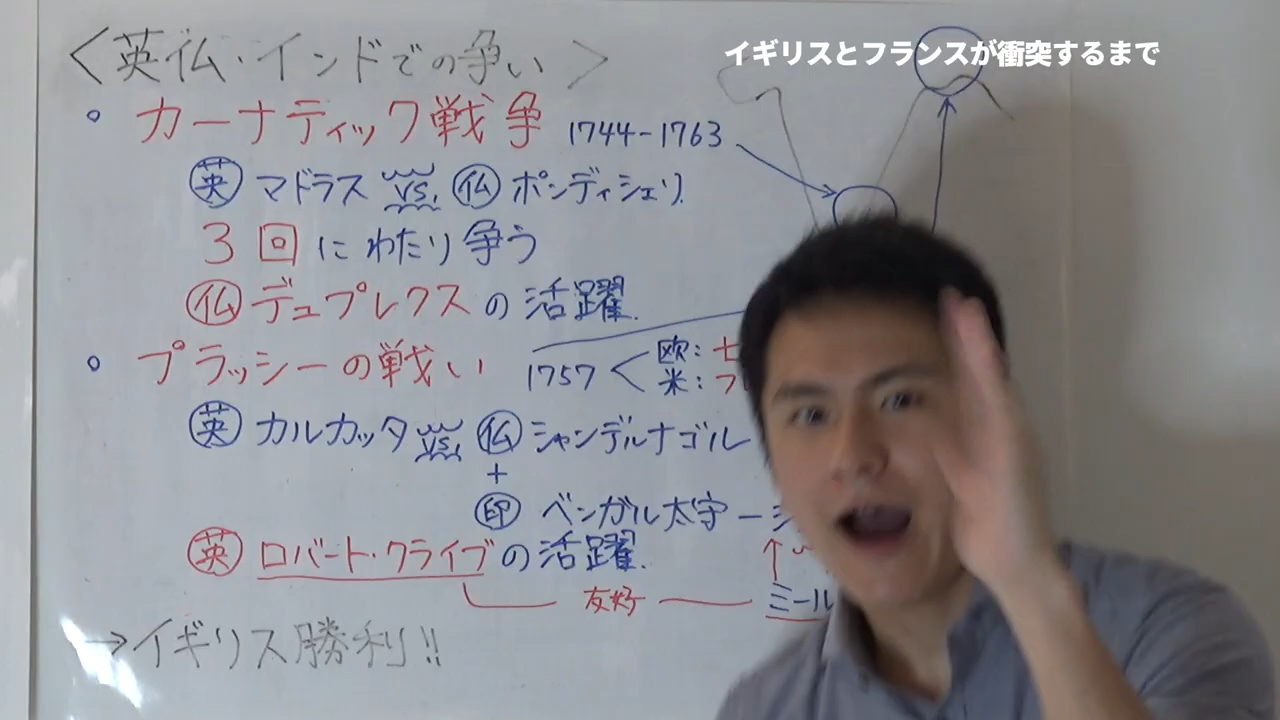 イギリスとフランスが衝突するまで
<英仏・インドでの争い>
・カーナティック戦争 1744-1763
英 マドラス vs. 仏 ポンディシェリ
3回にわたり争う
仏 デュプレクスの活躍
・プラッシーの戦い 1757 < 欧:七
米:フレ
英 カルカッタ vs. 仏 シャンデルナゴル
+
印 ベンガル太守 ー シ
英 ロバート・クライブの活躍
↑
友好 ミール
→イギリス勝利!!